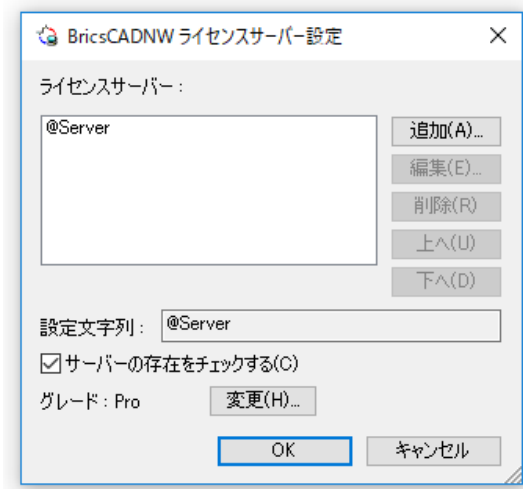 BricsCADNW ライセンスサーバー設定
ライセンスサーバー :
@Server
追加(A)...
編集(E)...
削除(R)
上へ(U)
下へ(D)
設定文字列 : @Server
サーバーの存在をチェックする(C)
グレード : Pro 変更(H)...
OK キャンセル